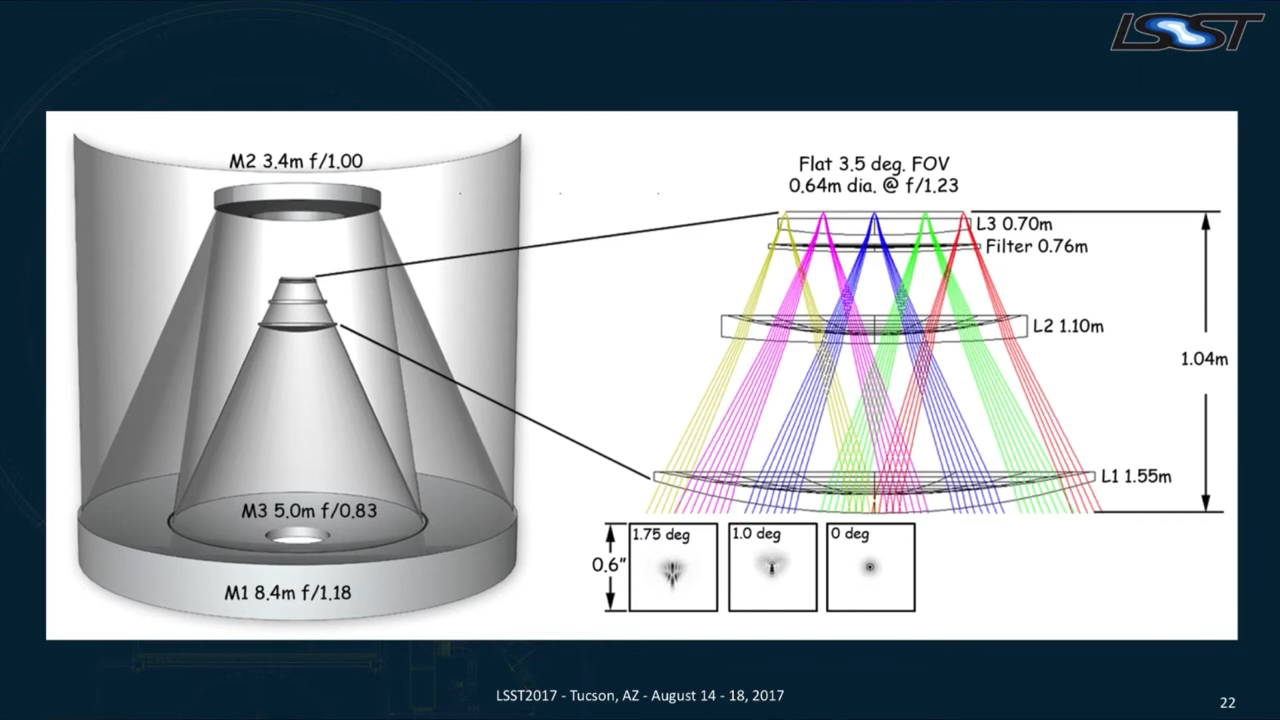 LSST
M2 3.4m f/1.00
M3 5.0m f/0.83
M1 8.4m f/1.18
Flat 3.5 deg. FOV
0.64m dia. @ f/1.23
L3 0.70m
Filter 0.76m
L2 1.10m
1.04m
L1 1.55m
0.6"
1.75 deg
1.0 deg
0 deg
LSST2017 - Tucson, AZ - August 14 - 18, 2017
22